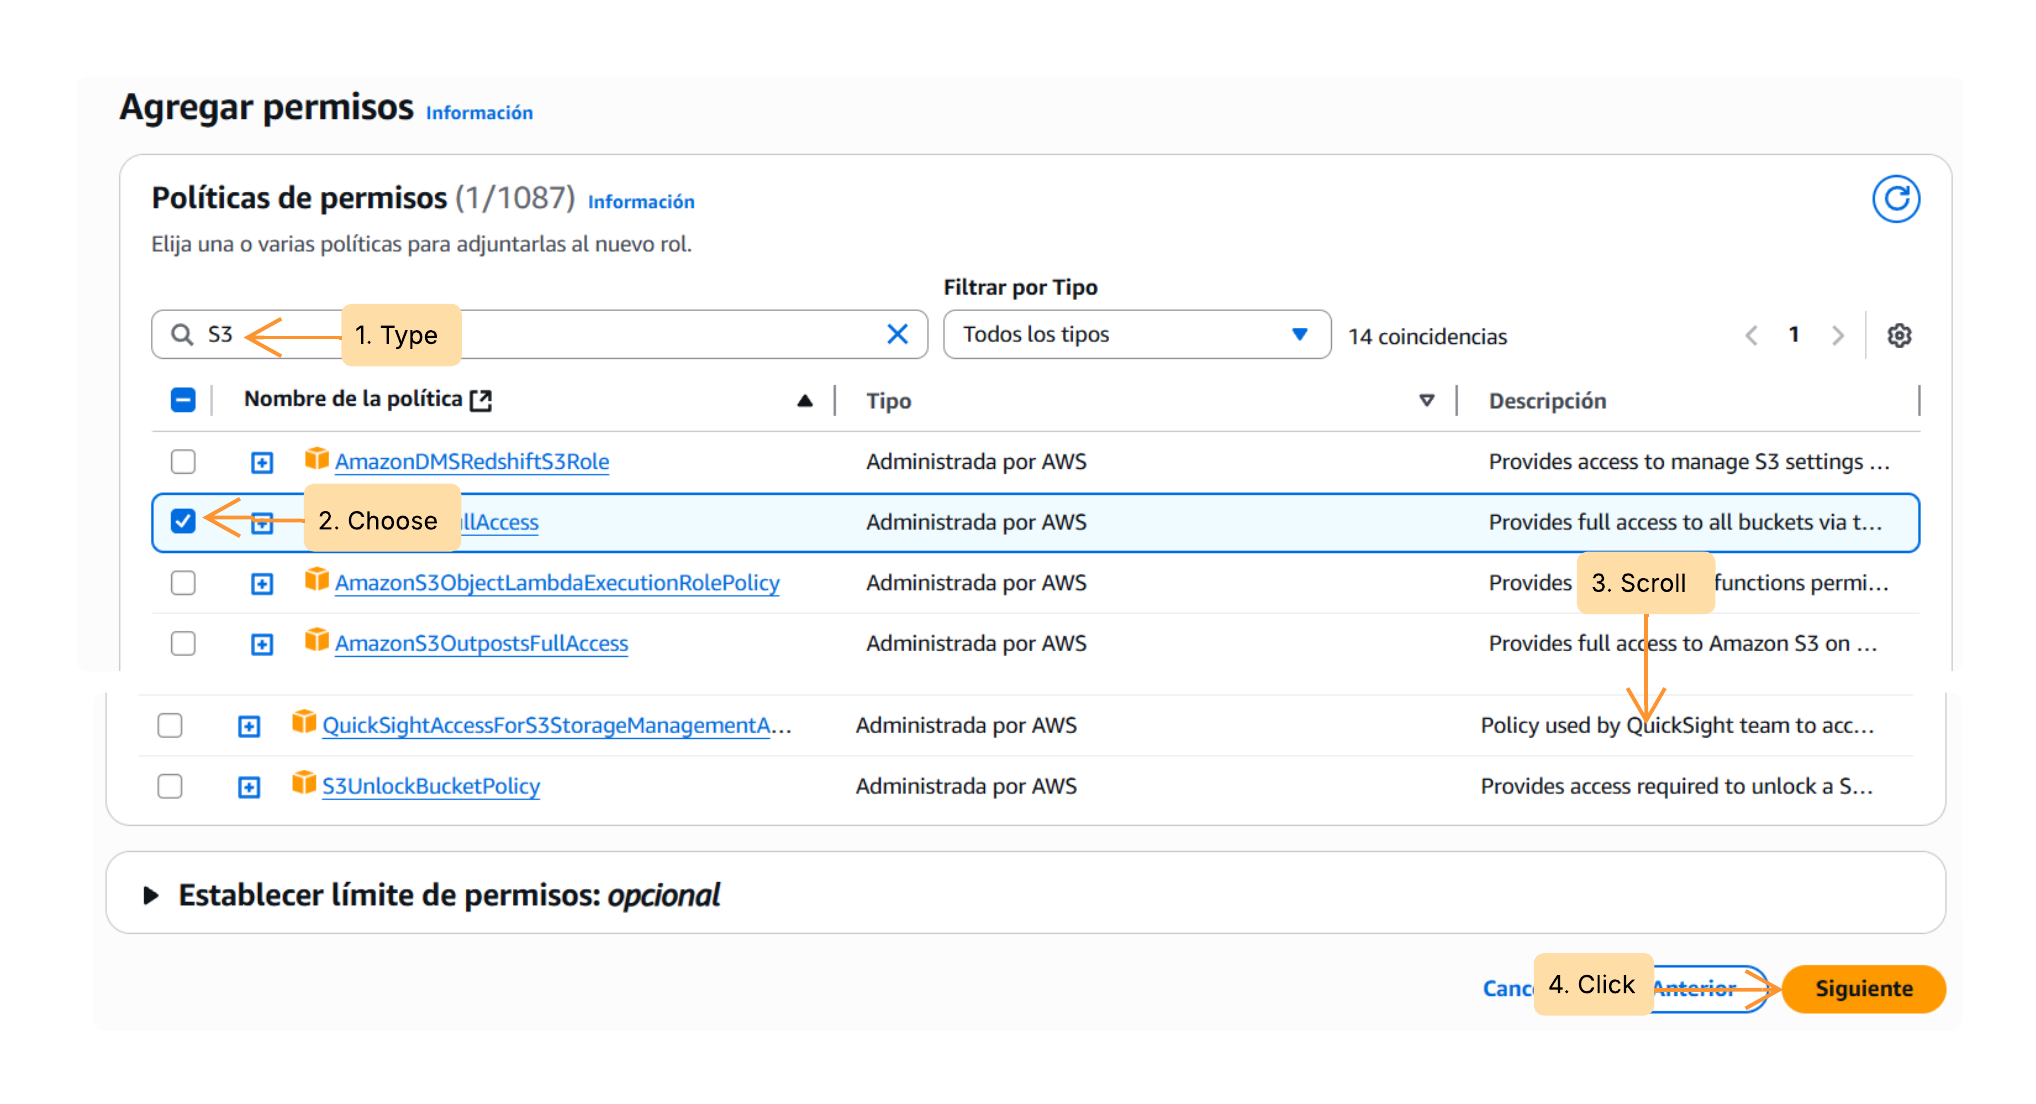 Agregar permisos Información
Políticas de permisos (1/1087) Información
Elija una o varias políticas para adjuntarlas al nuevo rol.
Filtrar por Tipo
S3 1. Type Todos los tipos 14 coincidencias 1
Nombre de la política Tipo Descripción
AmazonDMSRedshiftS3Role Administrada por AWS Provides access to manage S3 settings ...
2. Choose llAccess Administrada por AWS Provides full access to all buckets via t...
AmazonS3ObjectLambdaExecutionRolePolicy Administrada por AWS Provides 3. Scroll functions permi...
AmazonS3OutpostsFullAccess Administrada por AWS Provides full access to Amazon S3 on ...
QuickSightAccessForS3StorageManagementA... Administrada por AWS Policy used by QuickSight team to acc...
S3UnlockBucketPolicy Administrada por AWS Provides access required to unlock a S...
Establecer límite de permisos: opcional
Canc 4. Click Anterior Siguiente